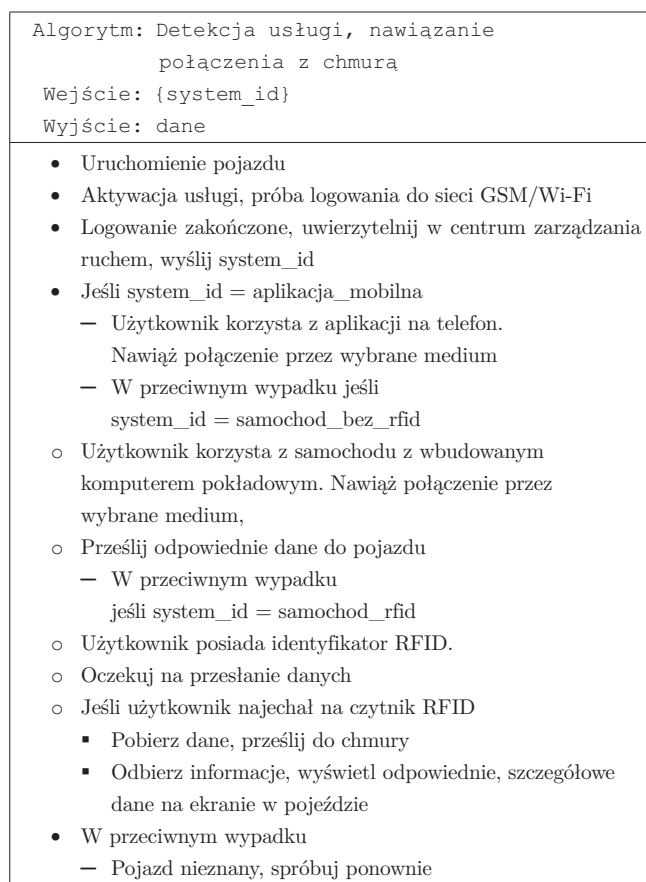 Algorytm: Detekcja usługi, nawiązanie
połączenia z chmurą
Wejście: {system_id}
Wyjście: dane
• Uruchomienie pojazdu
• Aktywacja usługi, próba logowania do sieci GSM/Wi-Fi
• Logowanie zakończone, uwierzytelnij w centrum zarządzania
ruchem, wyślij system_id
• Jeśli system_id = aplikacja_mobilna
— Użytkownik korzysta z aplikacji na telefon.
Nawiąż połączenie przez wybrane medium
— W przeciwnym wypadku jeśli
system_id = samochod_bez_rfid
○ Użytkownik korzysta z samochodu z wbudowanym
komputerem pokładowym. Nawiąż połączenie przez
wybrane medium,
○ Prześlij odpowiednie dane do pojazdu
— W przeciwnym wypadku
jeśli system_id = samochod_rfid
○ Użytkownik posiada identyfikator RFID.
○ Oczekuj na przesłanie danych
○ Jeśli użytkownik najechał na czytnik RFID
▪ Pobierz dane, prześlij do chmury
▪ Odbierz informacje, wyświetl odpowiednie, szczegółowe
dane na ekranie w pojeździe
• W przeciwnym wypadku
— Pojazd nieznany, spróbuj ponownie